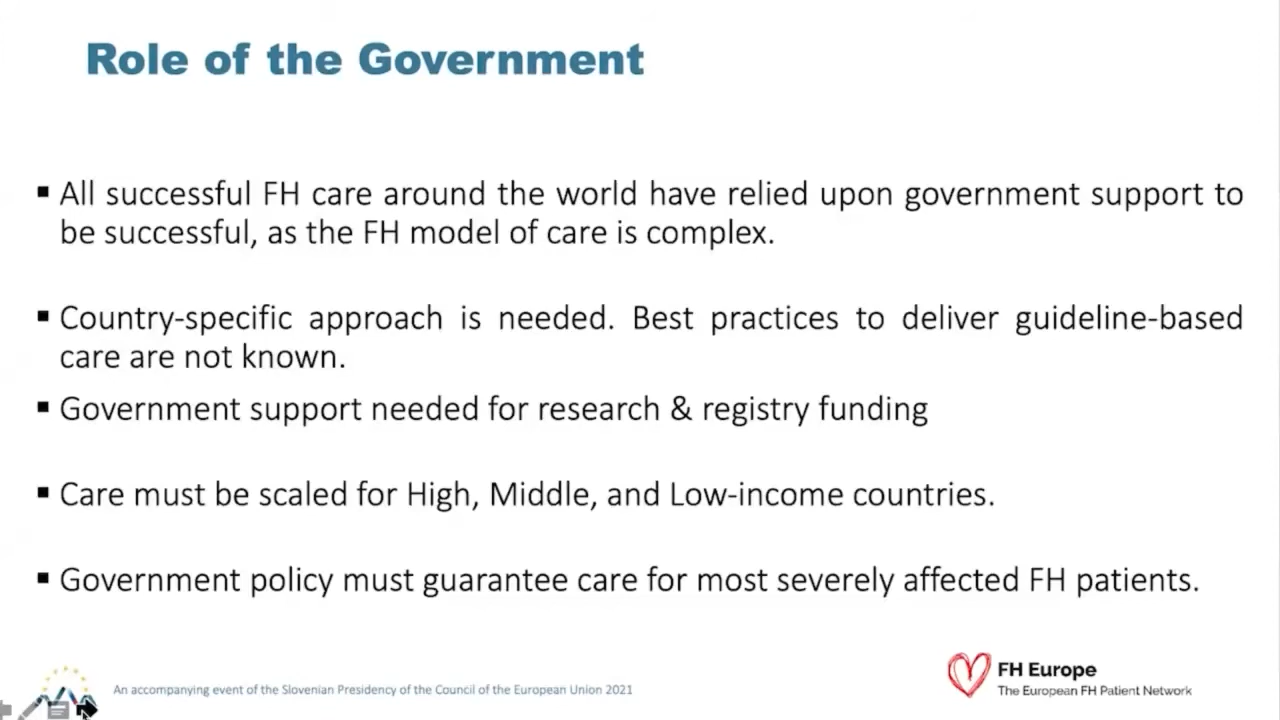 Role of the Government
▪ All successful FH care around the world have relied upon government support to
be successful, as the FH model of care is complex.
▪ Country-specific approach is needed. Best practices to deliver guideline-based
care are not known.
▪ Government support needed for research & registry funding
▪ Care must be scaled for High, Middle, and Low-income countries.
▪ Government policy must guarantee care for most severely affected FH patients.
An accompanying event of the Slovenian Presidency of the Council of the European Union 2021
FH Europe
The European FH Patient Network